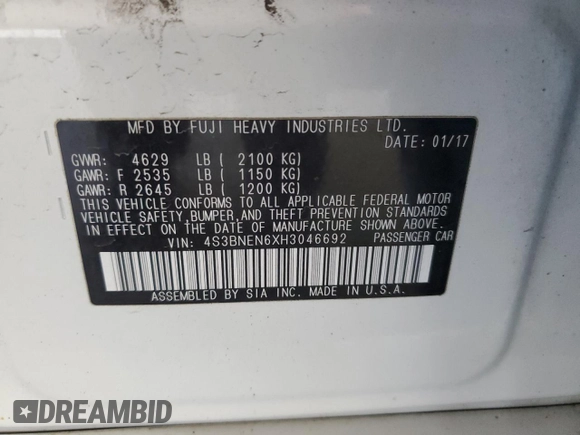 MFD BY FUJI HEAVY INDUSTRIES LTD.
DATE: 01/17
GVWR: 4629 LB ( 2100 KG)
GAWR: F 2535 LB ( 1150 KG)
GAWR: R 2645 LB ( 1200 KG)
THIS VEHICLE CONFORMS TO ALL APPLICABLE FEDERAL MOTOR
VEHICLE SAFETY,BUMPER,AND THEFT PREVENTION STANDARDS
IN EFFECT ON THE DATE OF MANUFACTURE SHOWN ABOVE.
VIN: 4S3BNEN6XH3046692 PASSENGER CAR
ASSEMBLED BY SIA INC. MADE IN U.S.A.
DREAMBID